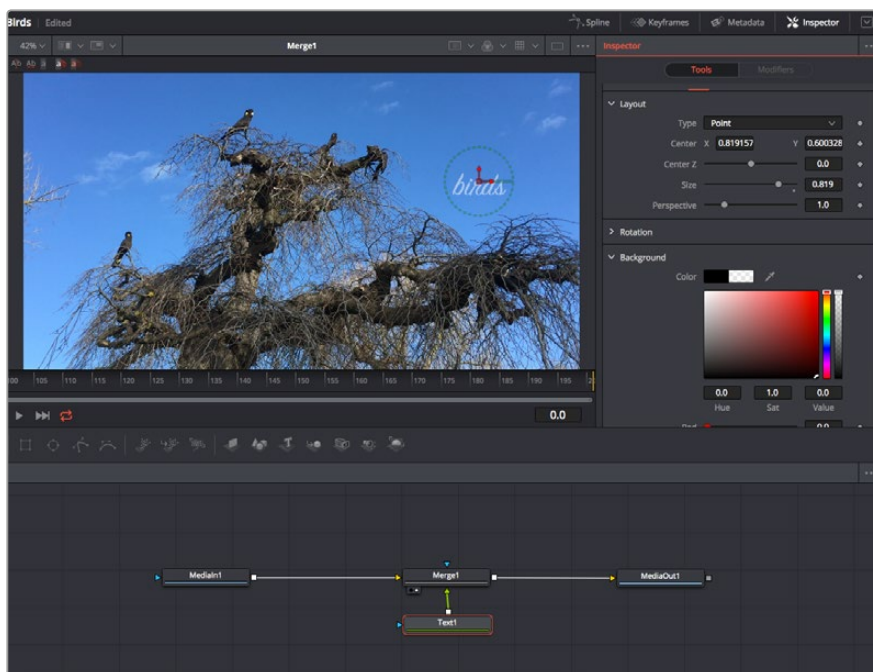 Birds Edited Spline Keyframes Metadata Inspector
42% Merge1 Inspector
Tools Modifiers
Layout
Type Point
Center X 0.819157 Y 0.600328
Center Z 0.0
Size 0.819
Perspective 1.0
Rotation
Background
Color
birds
0.0 1.0 0.0
Hue Sat Value
100 105 110 115 120 125 130 135 140 145 150 155 160 165 170 175 180 185 190 195
0.0
MediaIn1 Merge1 MediaOut1
Text1